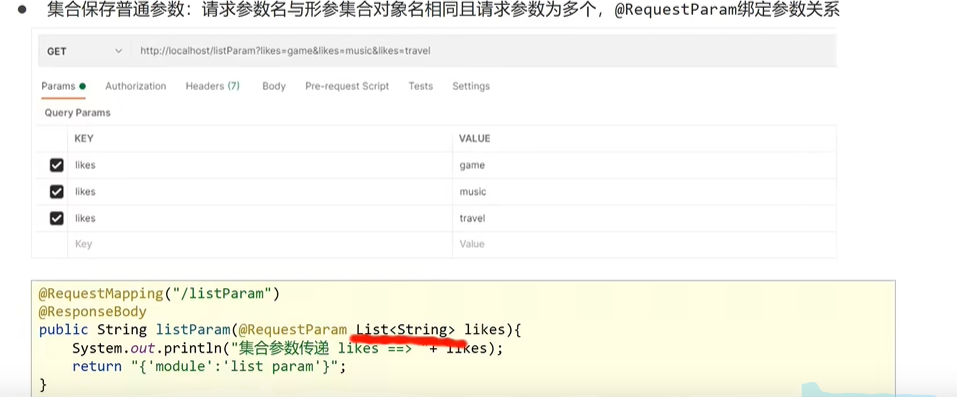 ● 集合保存普通参数：请求参数名与形参集合对象名相同且请求参数为多个，@RequestParam绑定参数关系
GET http://localhost/listParam?likes=game&likes=music&likes=travel
Params Authorization Headers (7) Body Pre-request Script Tests Settings
Query Params
KEY VALUE
likes game
likes music
likes travel
Key Value
@RequestMapping("/listParam")
@ResponseBody
public String listParam(@RequestParam List<String> likes){
System.out.println("集合参数传递 likes ==> "+ likes);
return "{'module':'list param'}";
}